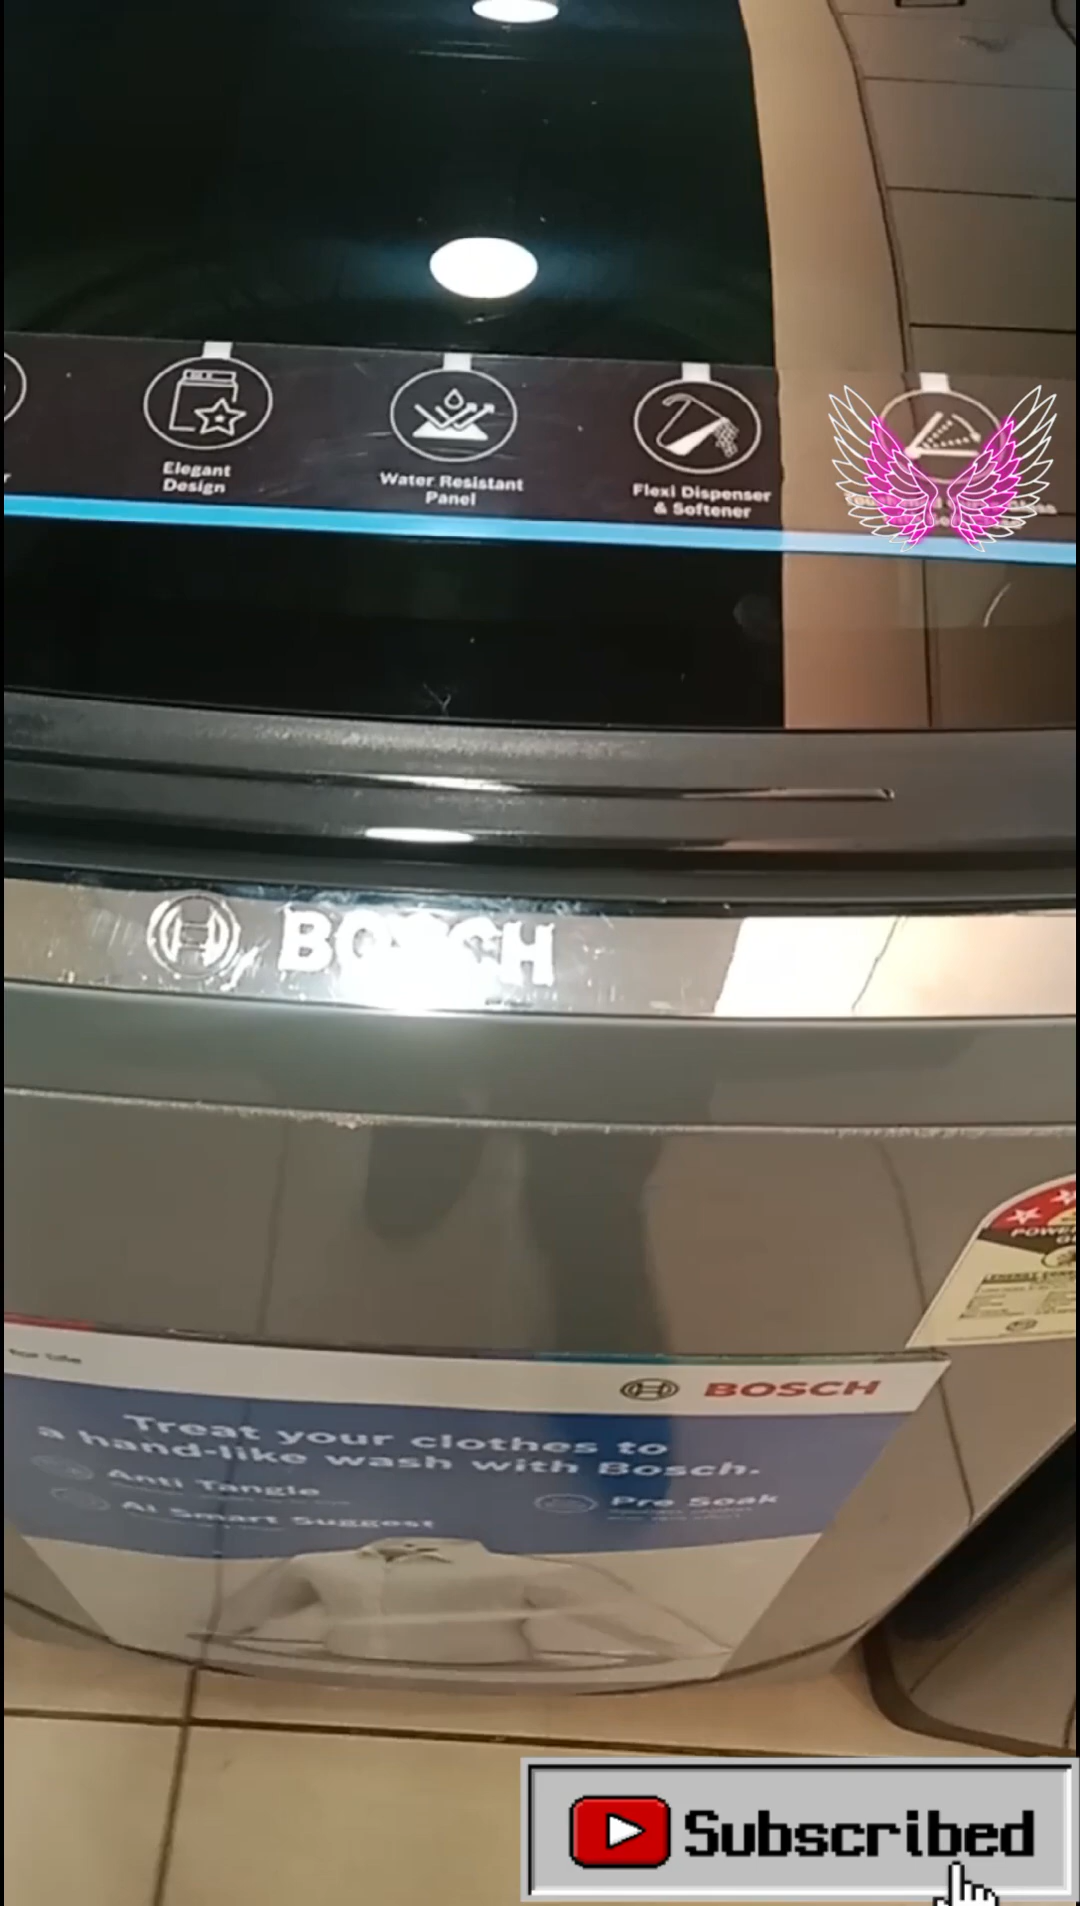 Elegant
Design
Water Resistant
Panel
Flexi Dispenser
& Softener
BOSCH
POWER
BOSCH
Treat your clothes to
a hand-like wash with Bosch.
Anti Tangle
Pre Soak
AI Smart Suggest
Subscribed